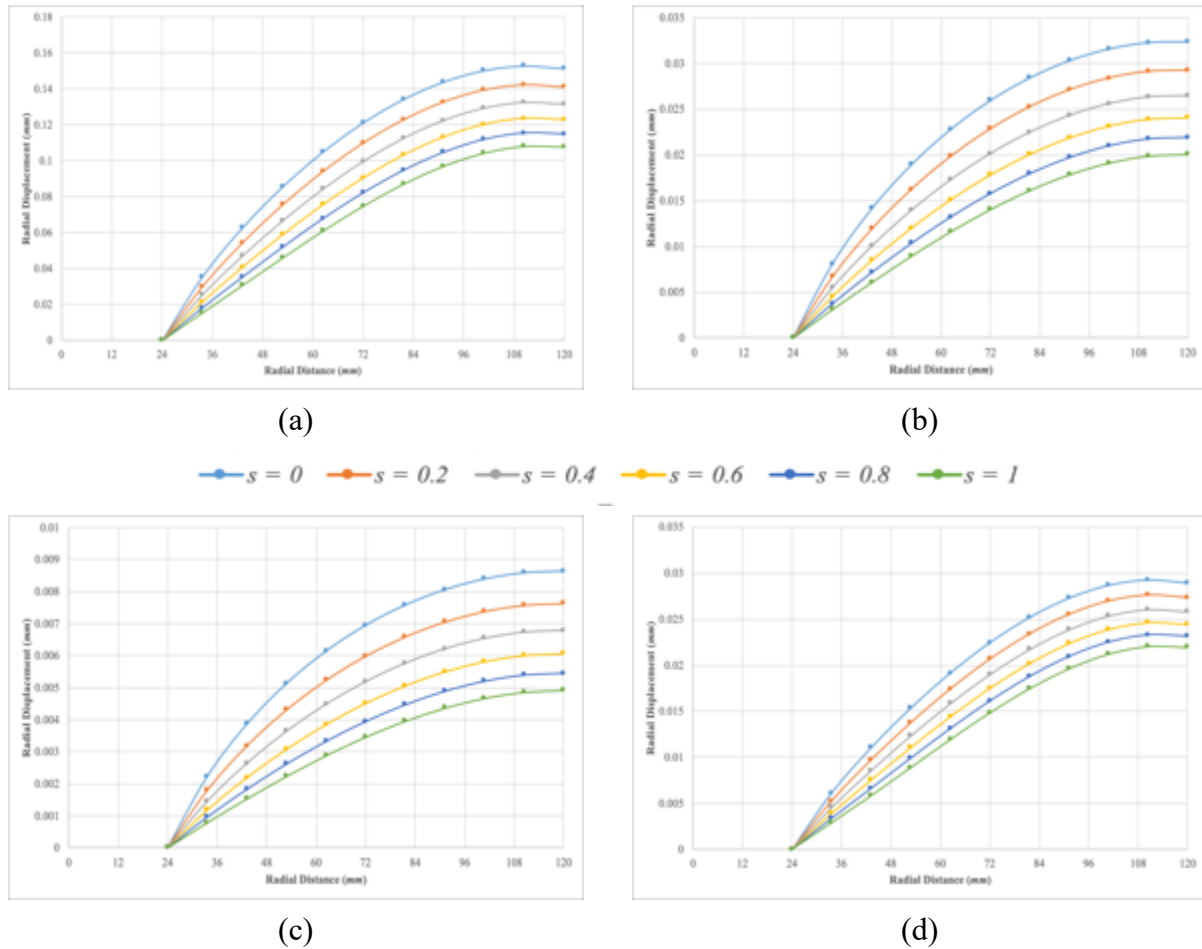 0.18
0.16
0.14
0.12
0.1
0.08
0.06
0.04
0.02
0
Radial Displacement (mm)
0 12 24 36 48 60 72 84 96 108 120
Radial Distance (mm)
(a)
0.035
0.03
0.025
0.02
0.015
0.01
0.005
0
Radial Displacement (mm)
0 12 24 36 48 60 72 84 96 108 120
Radial Distance (mm)
(b)
s = 0 s = 0.2 s = 0.4 s = 0.6 s = 0.8 s = 1
0.01
0.009
0.008
0.007
0.006
0.005
0.004
0.003
0.002
0.001
0
Radial Displacement (mm)
0 12 24 36 48 60 72 84 96 108 120
Radial Distance (mm)
(c)
0.035
0.03
0.025
0.02
0.015
0.01
0.005
0
Radial Displacement (mm)
0 12 24 36 48 60 72 84 96 108 120
Radial Distance (mm)
(d)